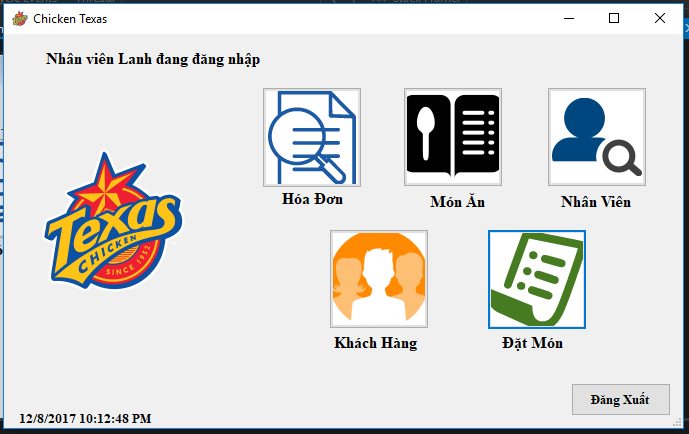 Chicken Texas
Nhân viên Lanh đang đăng nhập
Hóa Đơn
Món Ăn
Nhân Viên
Texas
CHICKEN
SINCE 1952
Khách Hàng
Đặt Món
Đăng Xuất
12/8/2017 10:12:48 PM